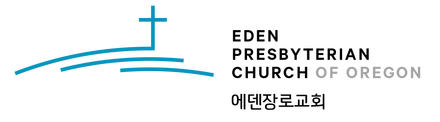 EDEN
PRESBYTERIAN
CHURCH OF OREGON
에덴장로교회